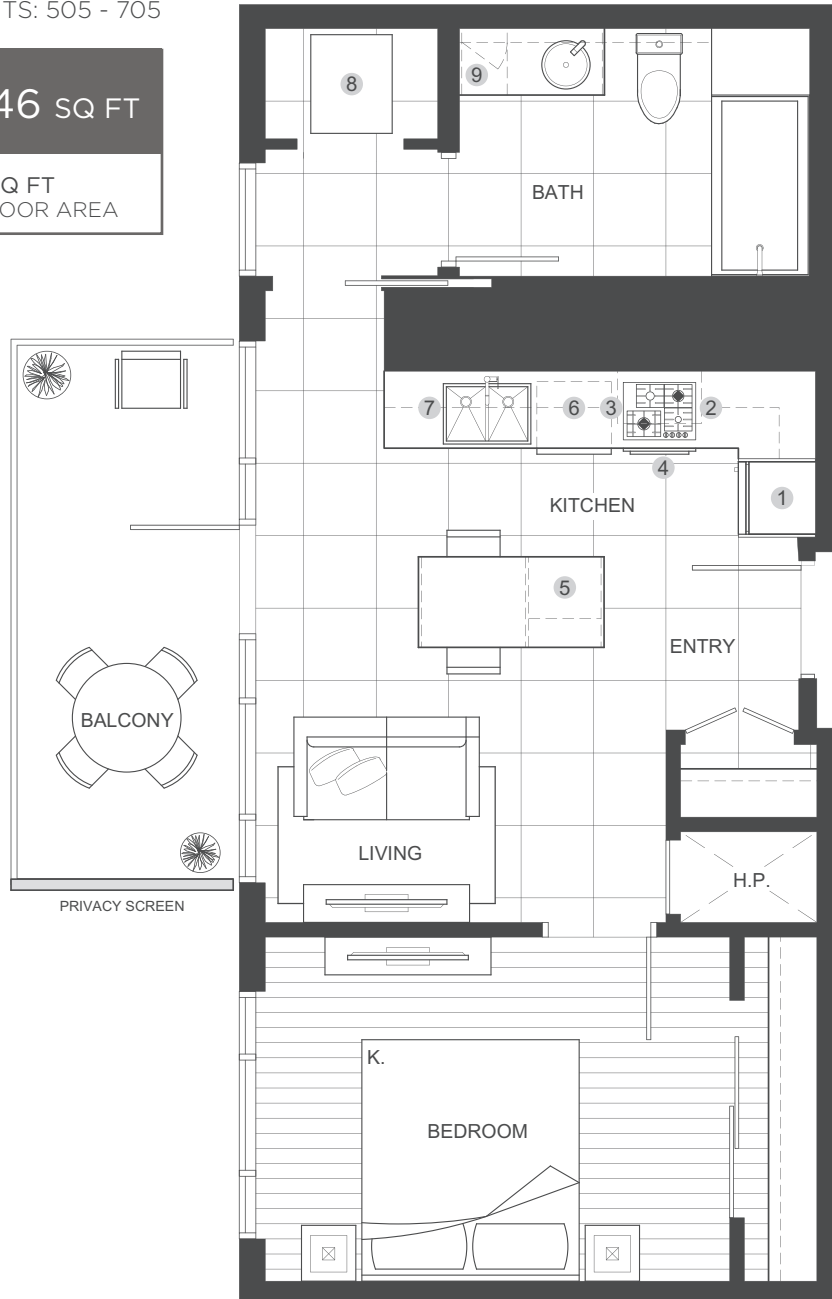 TS: 505 - 705
46 SQ FT
Q FT
OOR AREA
8
9
BATH
7
6
3
2
4
1
KITCHEN
5
ENTRY
BALCONY
LIVING
H.P.
PRIVACY SCREEN
K.
BEDROOM